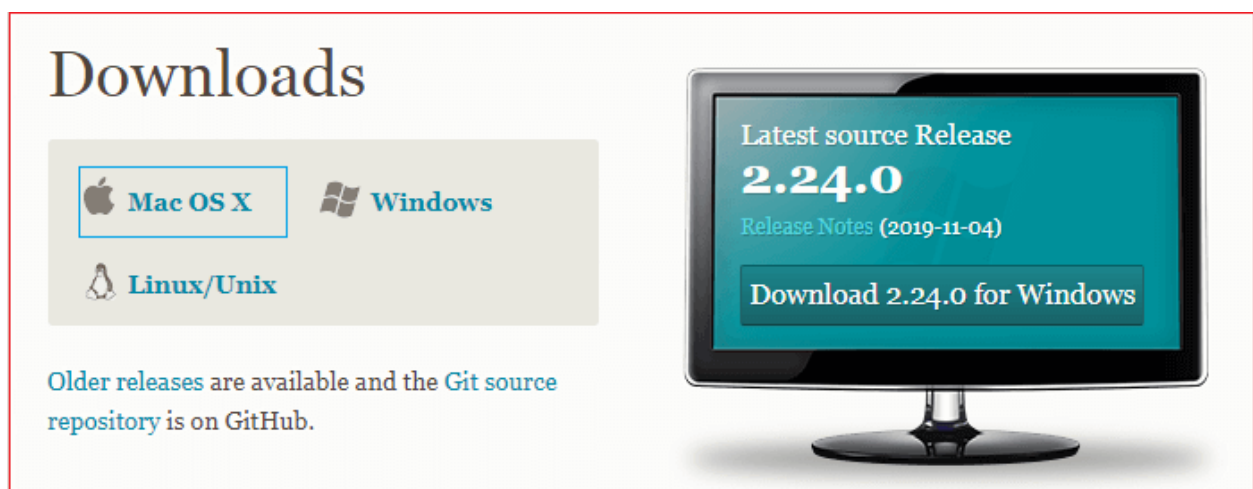 Downloads
Mac OS X
Windows
Linux/Unix
Older releases are available and the Git source
repository is on GitHub.
Latest source Release
2.24.0
Release Notes (2019-11-04)
Download 2.24.0 for Windows